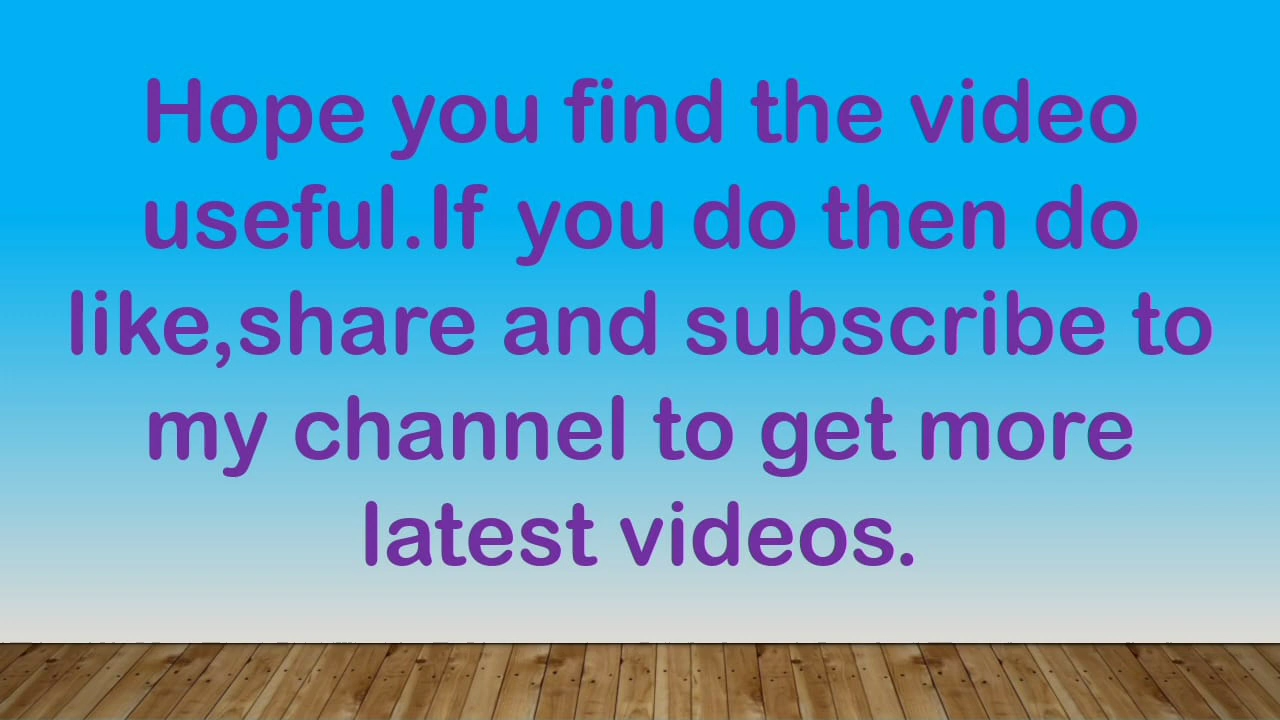 Hope you find the video
useful.If you do then do
like,share and subscribe to
my channel to get more
latest videos.